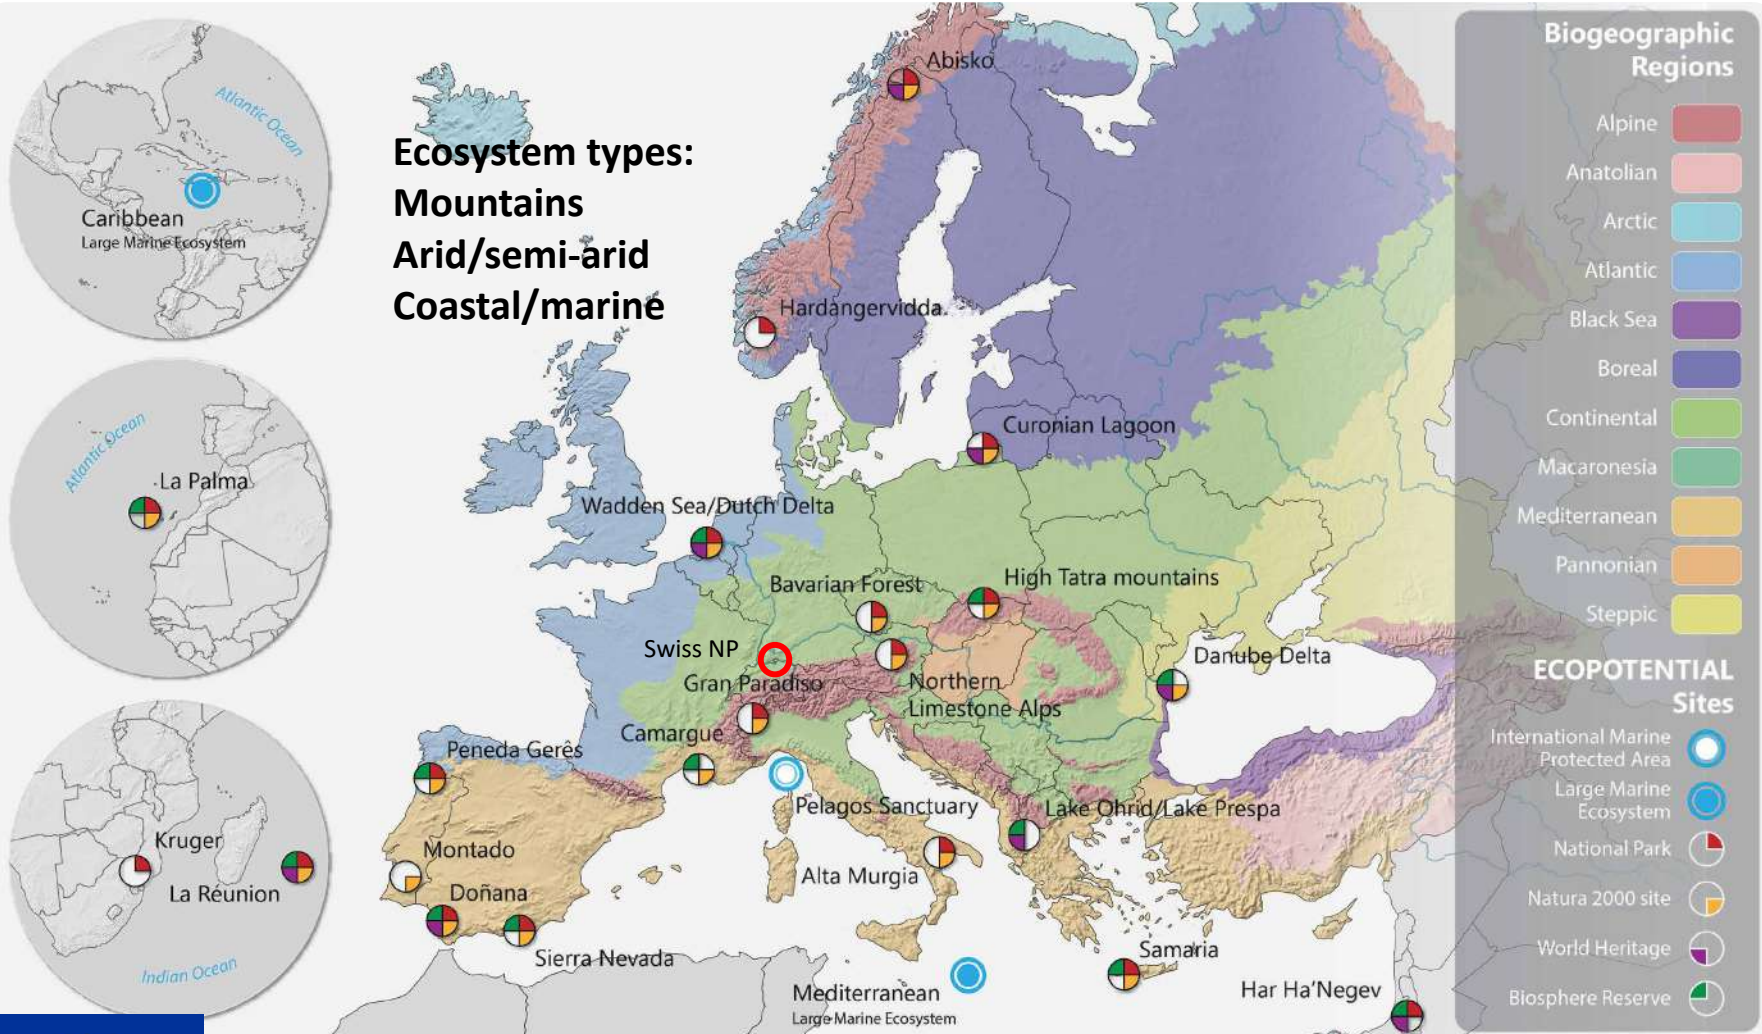 Atlantic Ocean
Caribbean
Large Marine Ecosystem
Atlantic Ocean
La Palma
Kruger
La Réunion
Indian Ocean
Ecosystem types:
Mountains
Arid/semi-arid
Coastal/marine
Abisko
Hardangervidda
Curonian Lagoon
Wadden Sea/Dutch Delta
Bavarian Forest
High Tatra mountains
Swiss NP
Gran Paradiso
Northern
Limestone Alps
Danube Delta
Camargue
Peneda Gerês
Pelagos Sanctuary
Lake Ohrid/Lake Prespa
Montado
Alta Murgia
Doñana
Sierra Nevada
Samaria
Mediterranean
Large Marine Ecosystem
Har Ha'Negev
Biogeographic
Regions
Alpine
Anatolian
Arctic
Atlantic
Black Sea
Boreal
Continental
Macaronesia
Mediterranean
Pannonian
Steppic
ECOPOTENTIAL
Sites
International Marine
Protected Area
Large Marine
Ecosystem
National Park
Natura 2000 site
World Heritage
Biosphere Reserve